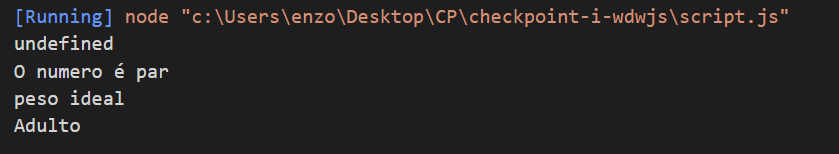 [Running] node "c:\Users\enzo\Desktop\CP\checkpoint-i-wdwjs\script.js"
undefined
O numero é par
peso ideal
Adulto